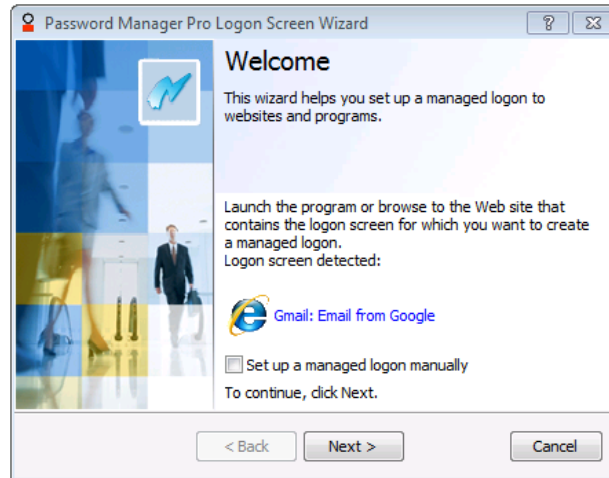 Password Manager Pro Logon Screen Wizard
Welcome
This wizard helps you set up a managed logon to
websites and programs.
Launch the program or browse to the Web site that
contains the logon screen for which you want to create
a managed logon.
Logon screen detected:
Gmail: Email from Google
Set up a managed logon manually
To continue, click Next.
< Back
Next >
Cancel